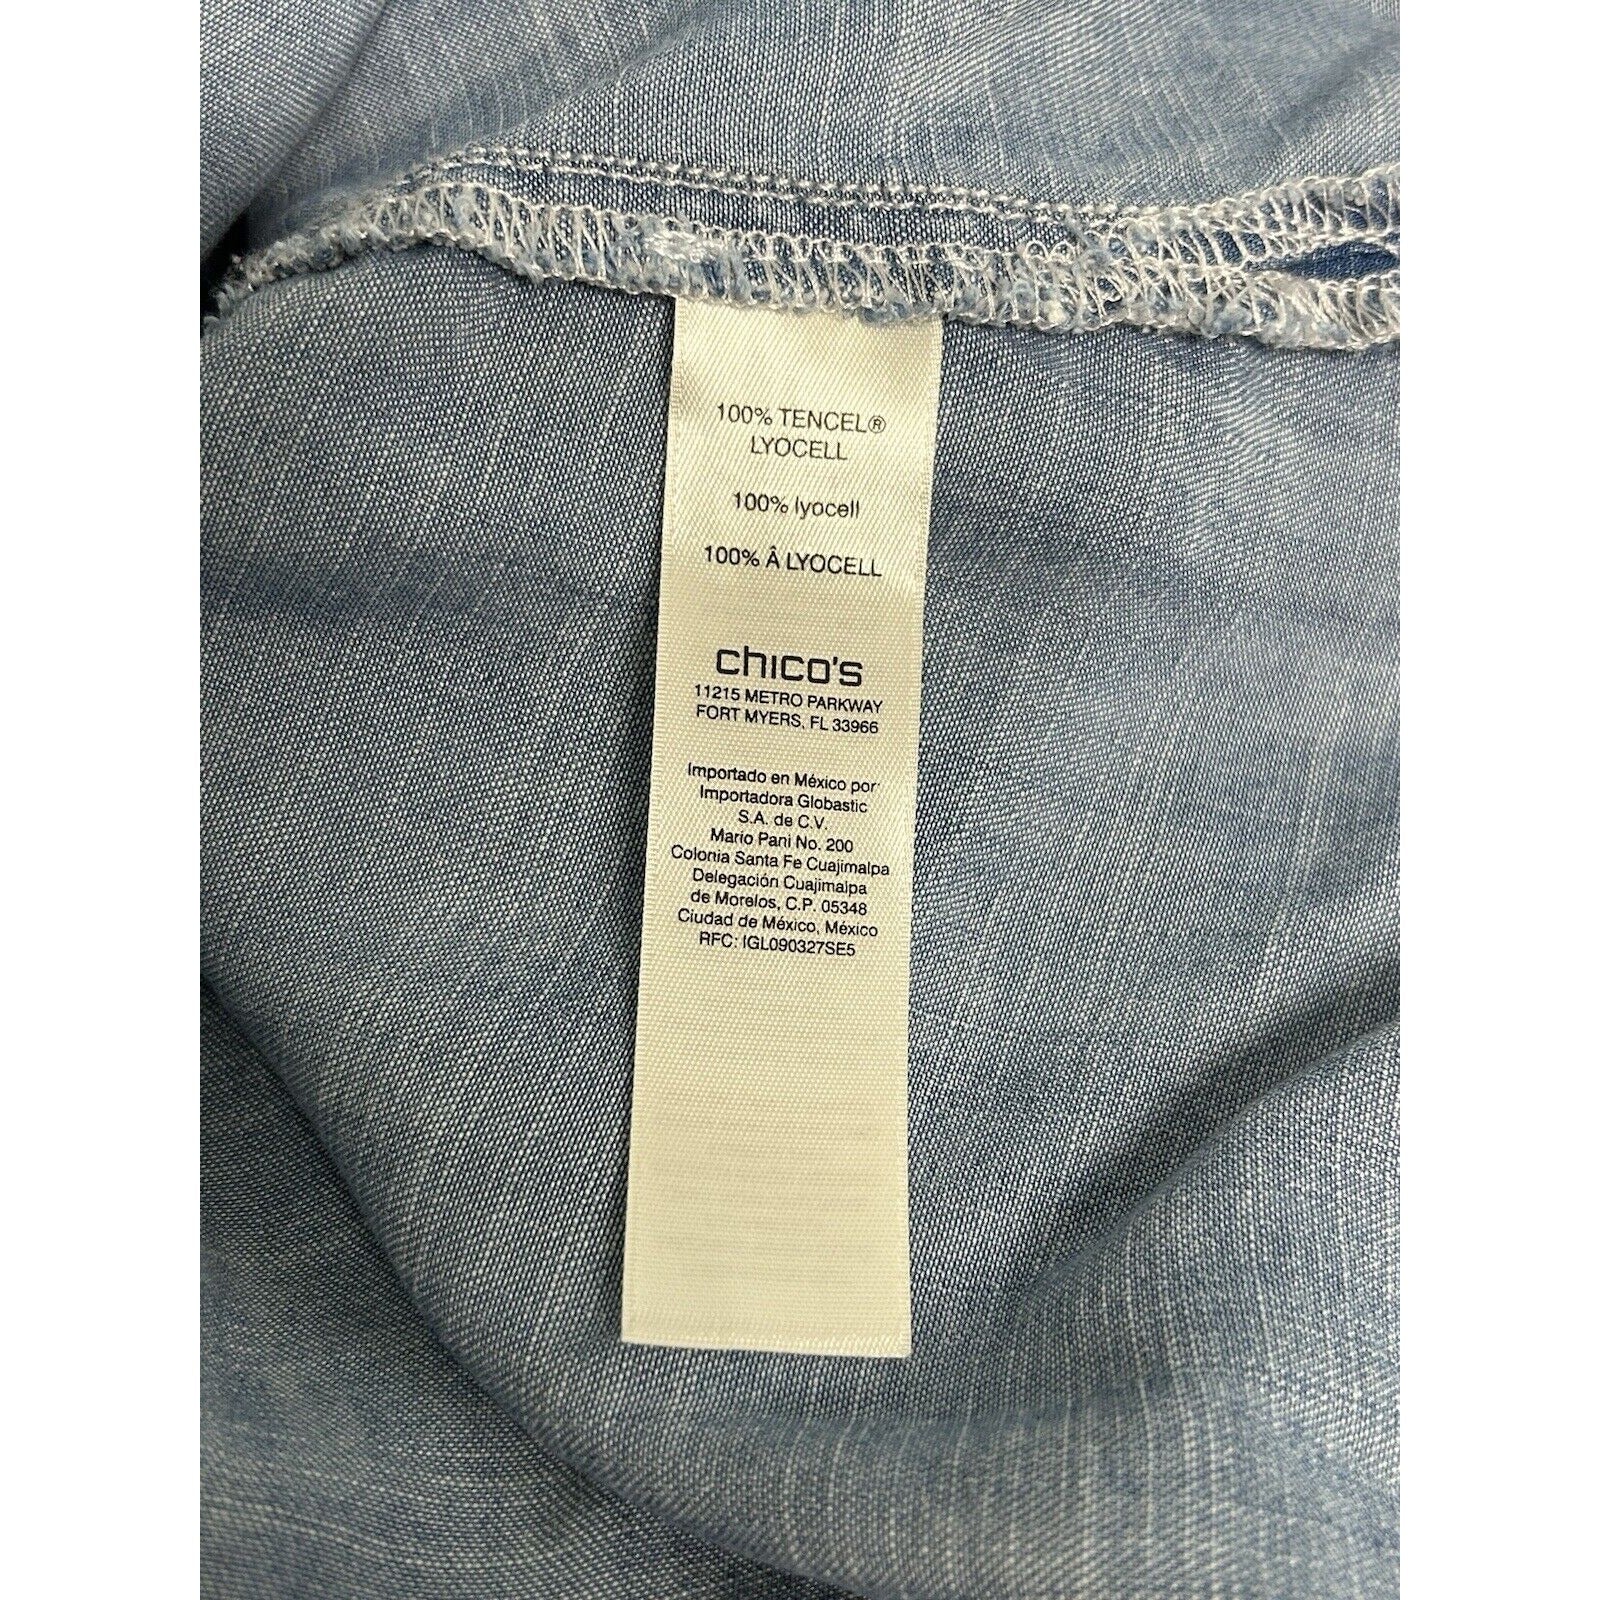 100% TENCEL®
LYOCELL
100% lyocell
100% Â LYOCELL
chico's
11215 METRO PARKWAY
FORT MYERS, FL 33966
Importado en México por
Importadora Globastic
S.A. de C.V.
Mario Pani No. 200
Colonia Santa Fe Cuajimalpa
Delegación Cuajimalpa
de Morelos, C.P. 05348
Ciudad de México, México
RFC: IGL090327SE5